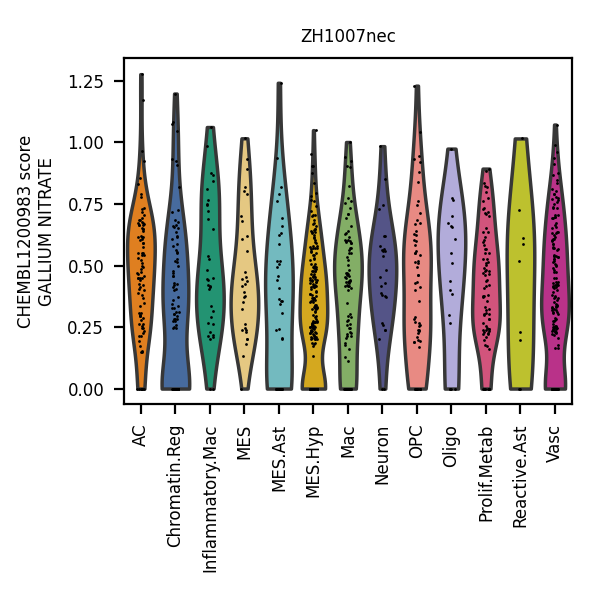 ZH1007nec
CHEMBL1200983 score
GALLIUM NITRATE
1.25
1.00
0.75
0.50
0.25
0.00
AC
Chromatin.Reg
Inflammatory.Mac
MES
MES.Ast
MES.Hyp
Mac
Neuron
OPC
Oligo
Prolif.Metab
Reactive.Ast
Vasc